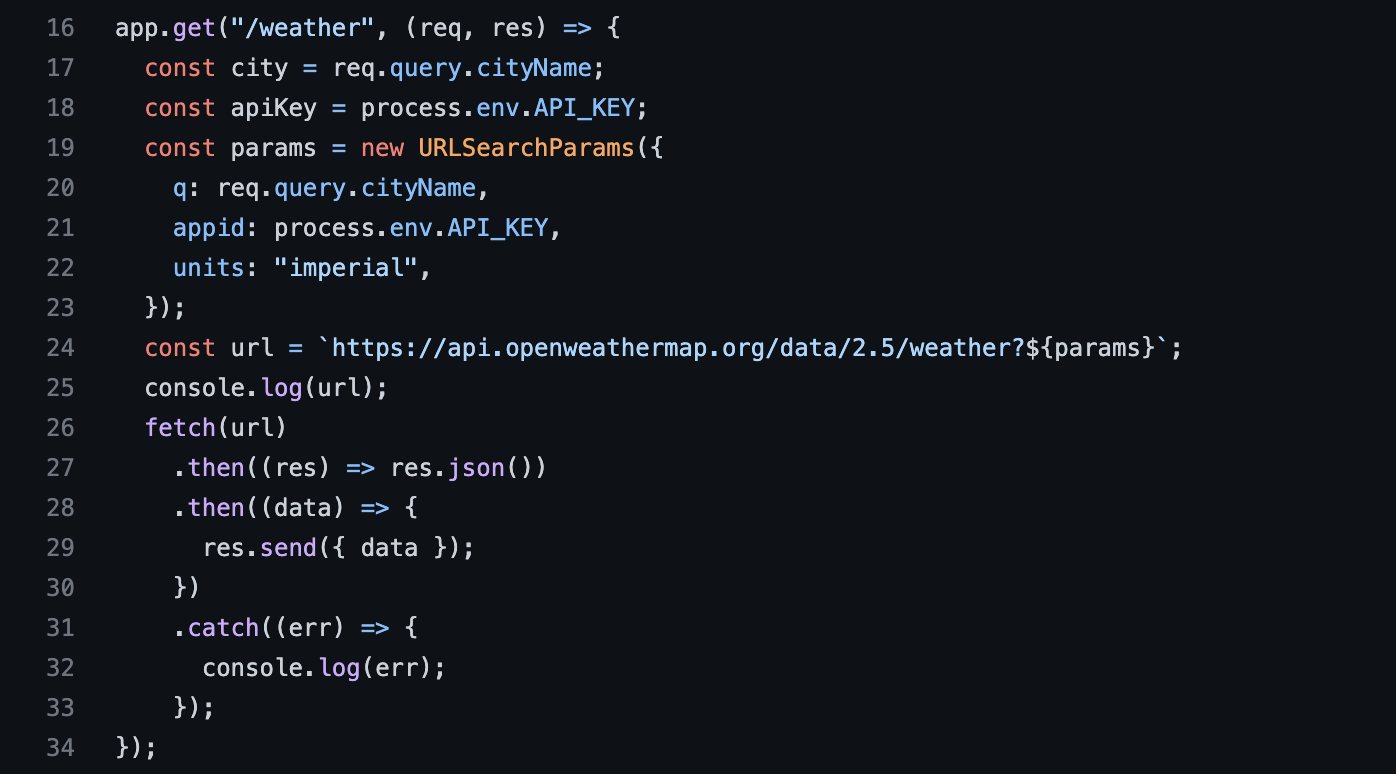 16 app.get("/weather", (req, res) => {
17   const city = req.query.cityName;
18   const apiKey = process.env.API_KEY;
19   const params = new URLSearchParams({
20     q: req.query.cityName,
21     appid: process.env.API_KEY,
22     units: "imperial",
23   });
24   const url = `https://api.openweathermap.org/data/2.5/weather?${params}`;
25   console.log(url);
26   fetch(url)
27     .then((res) => res.json())
28     .then((data) => {
29       res.send({ data });
30     })
31     .catch((err) => {
32       console.log(err);
33     });
34 });